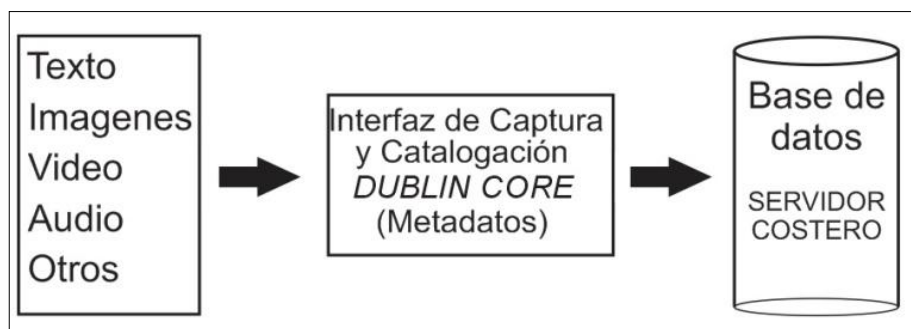 Texto
Imagenes
Video
Audio
Otros
Interfaz de Captura
y Catalogación
DUBLIN CORE
(Metadatos)
Base de
datos
SERVIDOR
COSTERO